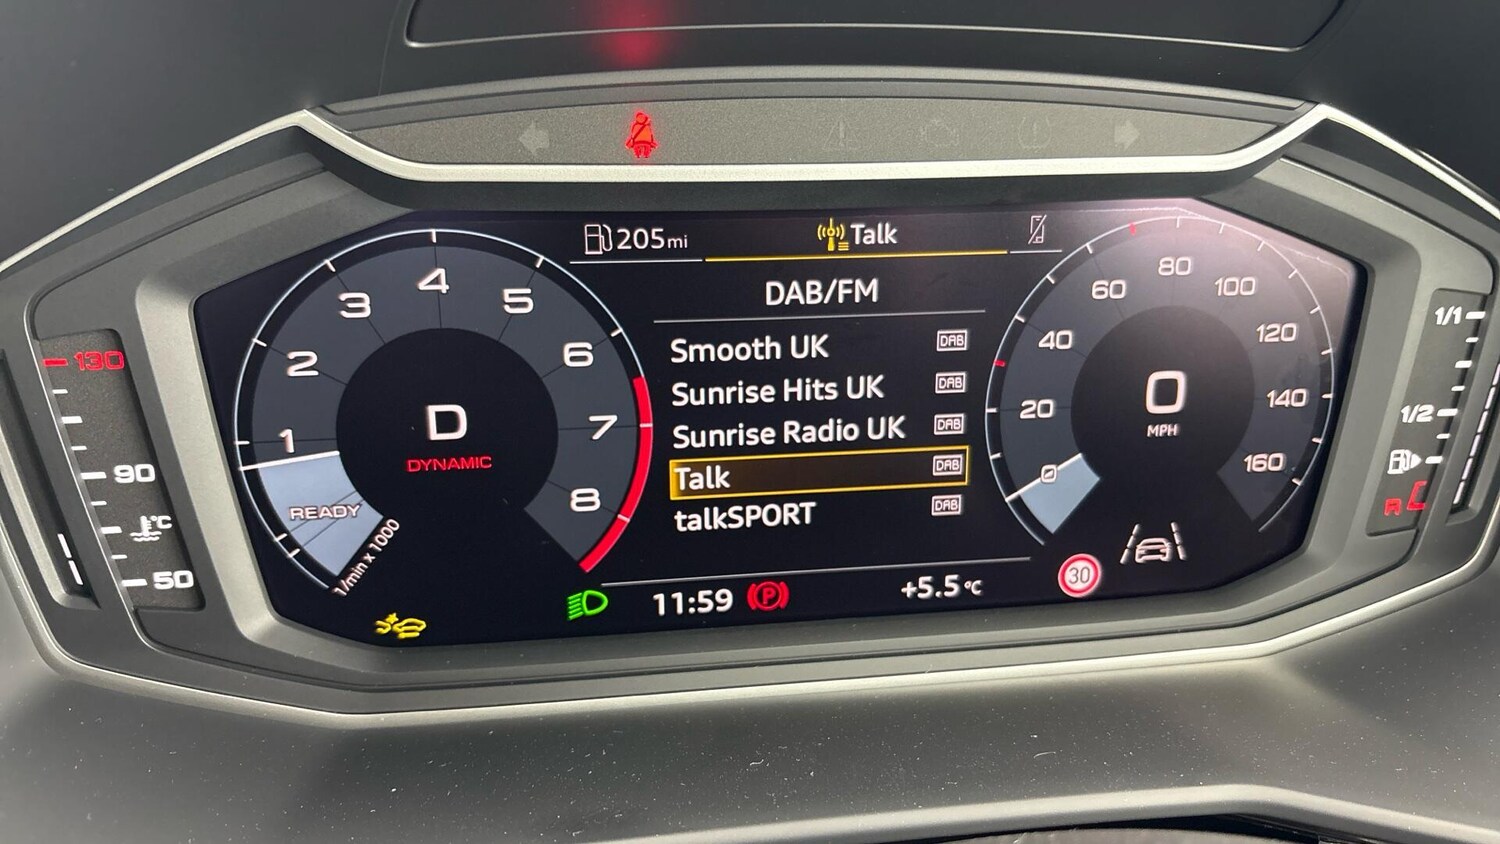 205mi
Talk
DAB/FM
Smooth UK DAB
Sunrise Hits UK DAB
Sunrise Radio UK DAB
Talk DAB
talkSPORT DAB
11:59 P +5.5°C
1
2
3
4
5
6
7
8
D
DYNAMIC
READY
1/min x 1000
0
20
40
60
80
100
120
140
160
0
MPH
30
130
90
°C
50
1/1
1/2
R